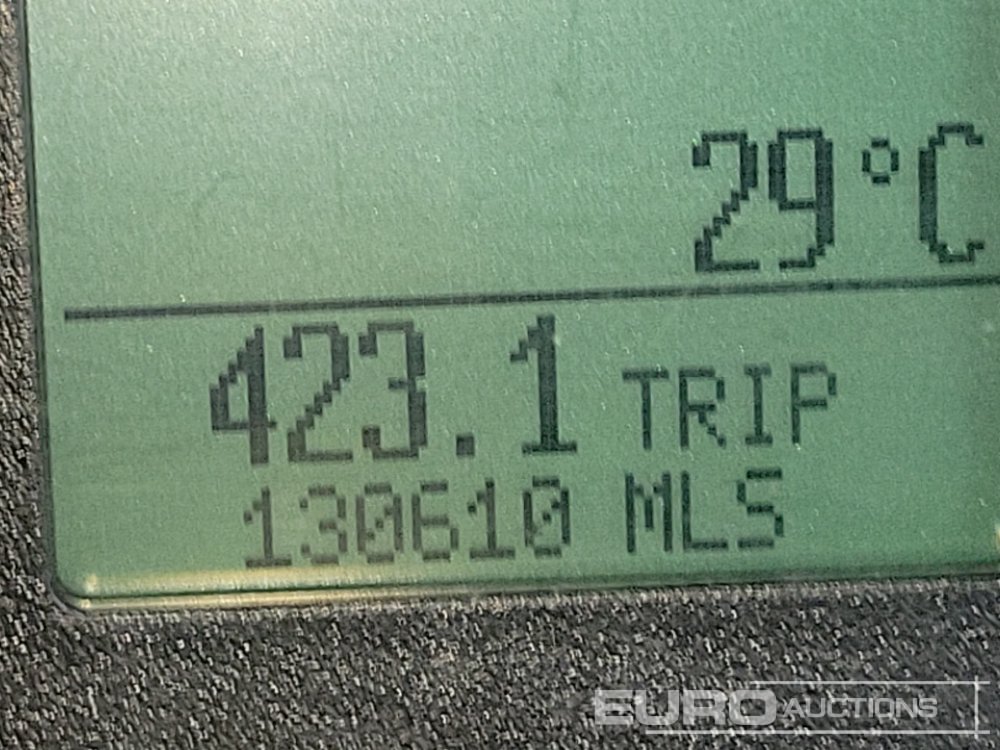 29°C
423.1 TRIP
130610 MLS
EURO AUCTIONS